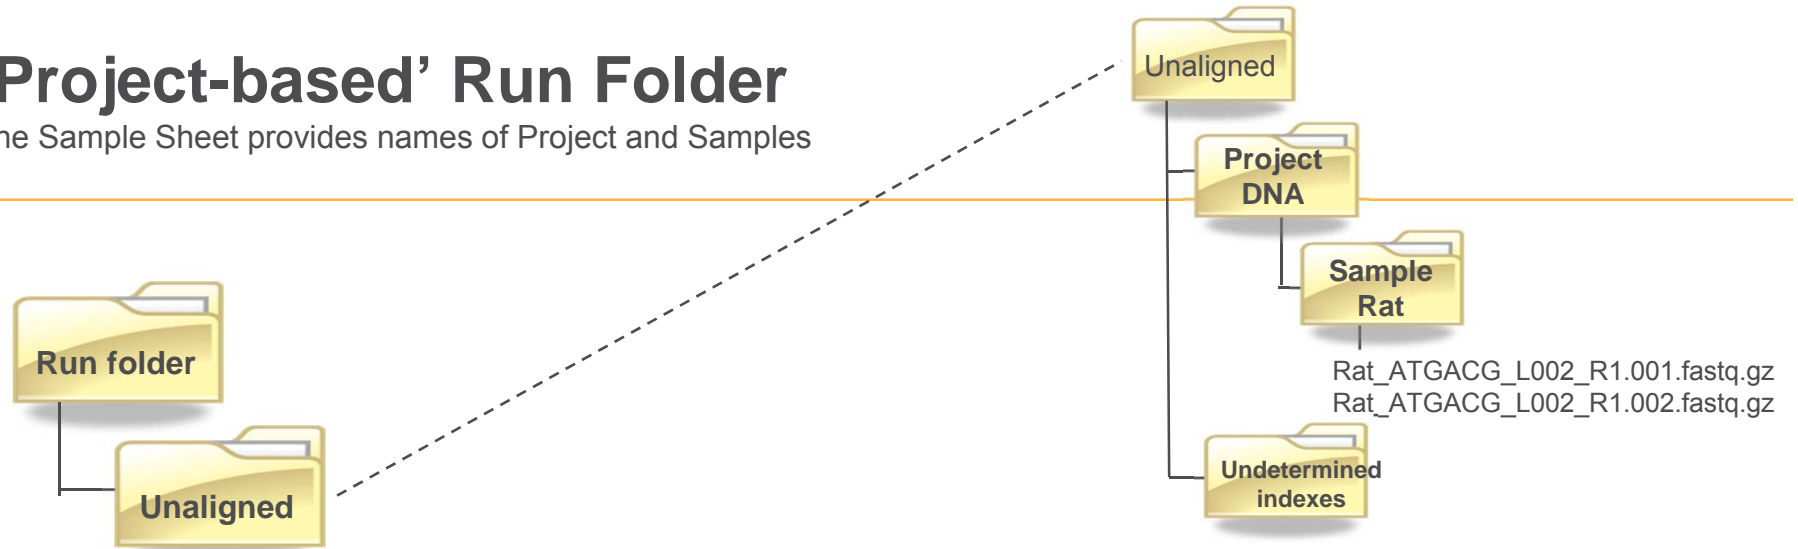 Project-based’ Run Folder
he Sample Sheet provides names of Project and Samples
Run folder
Unaligned
Unaligned
Project
DNA
Sample
Rat
Rat_ATGACG_L002_R1.001.fastq.gz
Rat_ATGACG_L002_R1.002.fastq.gz
Undetermined
indexes